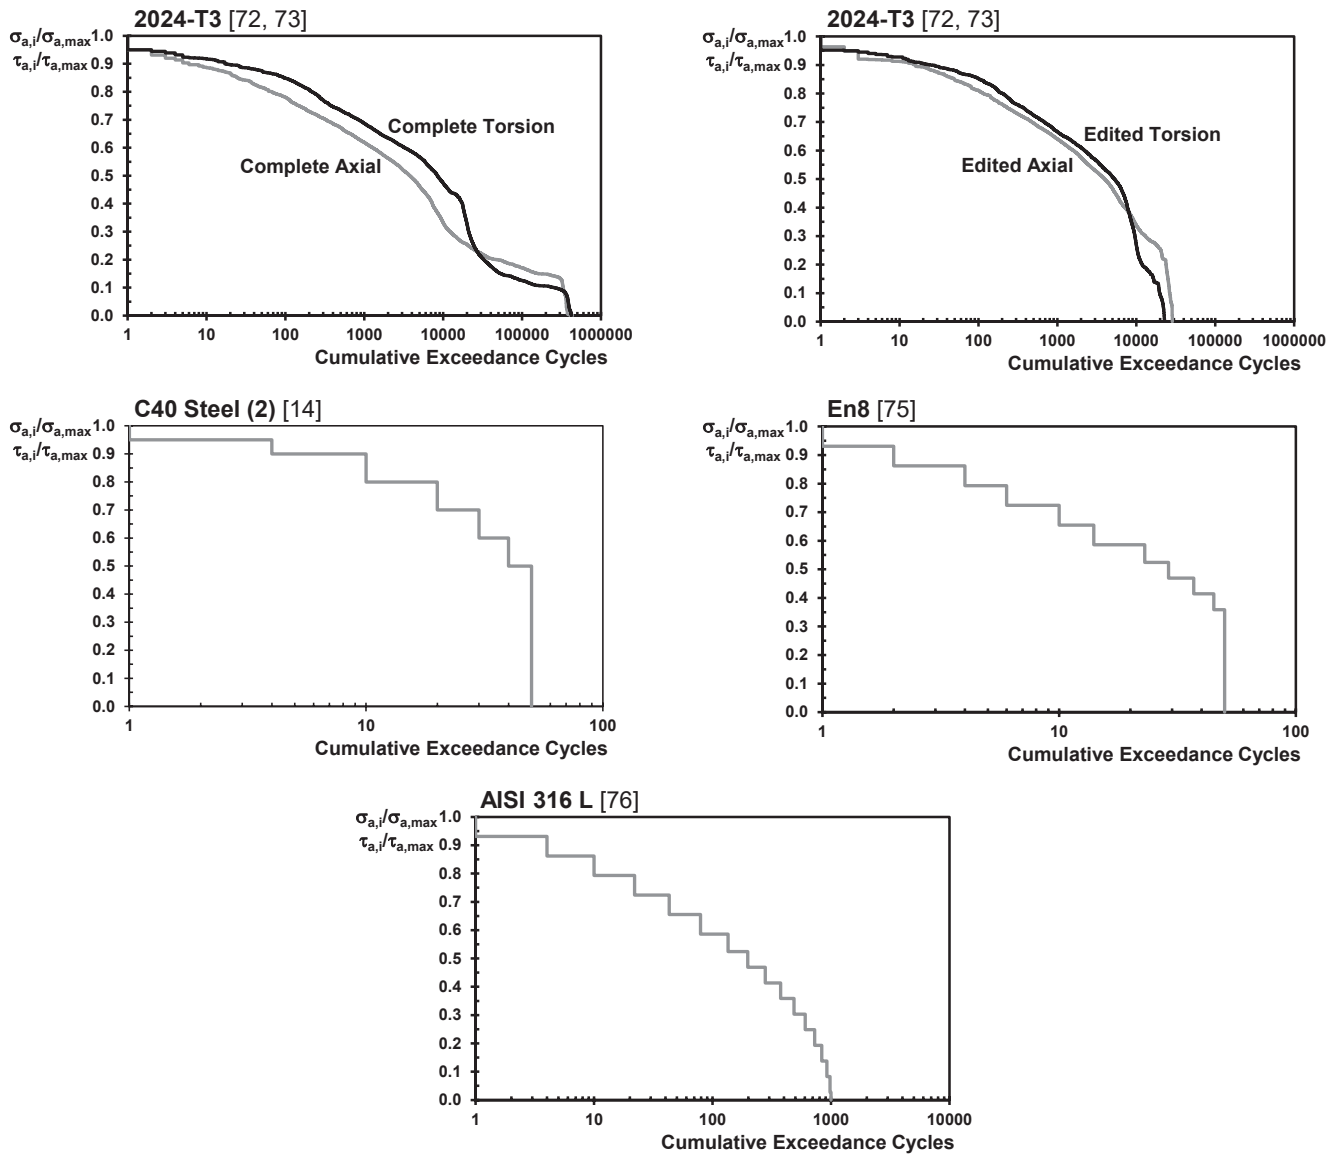 2024-T3 [72, 73]
σa,i/σa,max 1.0
τa,i/τa,max 0.9
0.8
0.7
0.6
0.5
0.4
0.3
0.2
0.1
0.0
Complete Torsion
Complete Axial
1 10 100 1000 10000 100000 1000000
Cumulative Exceedance Cycles
2024-T3 [72, 73]
σa,i/σa,max 1.0
τa,i/τa,max 0.9
0.8
0.7
0.6
0.5
0.4
0.3
0.2
0.1
0.0
Edited Torsion
Edited Axial
1 10 100 1000 10000 100000 1000000
Cumulative Exceedance Cycles
C40 Steel (2) [14]
σa,i/σa,max 1.0
τa,i/τa,max 0.9
0.8
0.7
0.6
0.5
0.4
0.3
0.2
0.1
0.0
1 10 100
Cumulative Exceedance Cycles
En8 [75]
σa,i/σa,max 1.0
τa,i/τa,max 0.9
0.8
0.7
0.6
0.5
0.4
0.3
0.2
0.1
0.0
1 10 100
Cumulative Exceedance Cycles
AISI 316 L [76]
σa,i/σa,max 1.0
τa,i/τa,max 0.9
0.8
0.7
0.6
0.5
0.4
0.3
0.2
0.1
0.0
1 10 100 1000 10000
Cumulative Exceedance Cycles